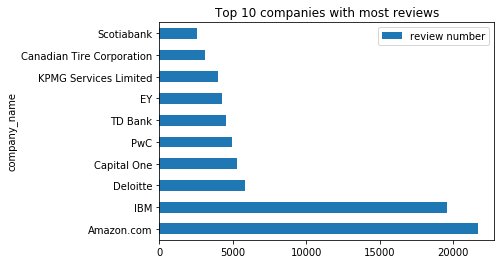 Top 10 companies with most reviews
review number
Scotiabank
Canadian Tire Corporation
KPMG Services Limited
EY
TD Bank
PwC
Capital One
Deloitte
IBM
Amazon.com
company_name
0 5000 10000 15000 20000